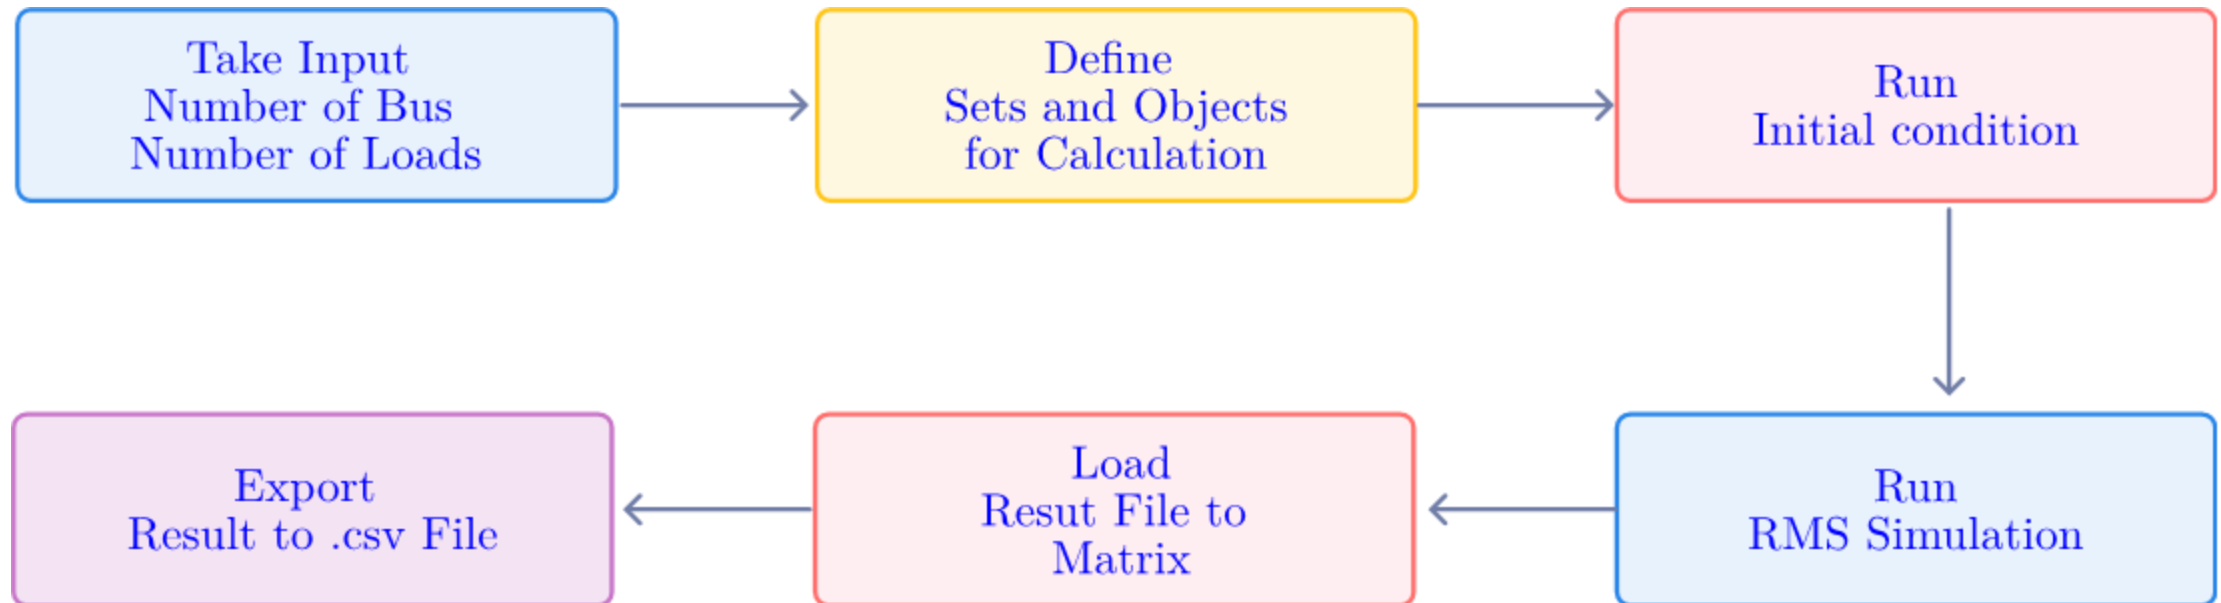 Take Input
Number of Bus
Number of Loads
Define
Sets and Objects
for Calculation
Run
Initial condition
Run
RMS Simulation
Load
Resut File to
Matrix
Export
Result to .csv File